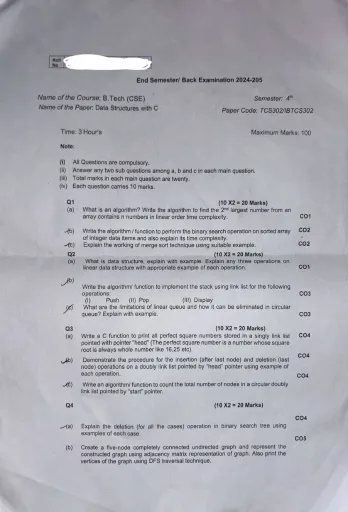 Roll No
End Semester/ Back Examination 2024-205
Name of the Course: B.Tech (CSE)
Semester: 4th
Name of the Paper: Data Structures with C
Paper Code: TCS302/IBTCS302
Time: 3 Hour's
Maximum Marks: 100
Note:
(i) All Questions are compulsory.
(ii) Answer any two sub questions among a, b and c in each main question.
(iii) Total marks in each main question are twenty.
(iv) Each question carries 10 marks.
Q1 (10 X2 = 20 Marks)
(a) What is an algorithm? Write the algorithm to find the 2nd largest number from an
array contains n numbers in linear order time complexity. CO1
(b) Write the algorithm / function to perform the binary search operation on sorted array CO2
of integer data items and also explain its time complexity.
(c) Explain the working of merge sort technique using suitable example. CO2
Q2 (10 X2 = 20 Marks)
(a) What is data structure, explain with example. Explain any three operations on
linear data structure with appropriate example of each operation. CO1
(b)
Write the algorithm/ function to implement the stack using link list for the following
operations: CO3
(I) Push (II) Pop (III) Display
(c) What are the limitations of linear queue and how it can be eliminated in circular
queue? Explain with example. CO3
Q3 (10 X2 = 20 Marks)
(a) Write a C function to print all perfect square numbers stored in a singly link list CO4
pointed with pointer "head" (The perfect square number is a number whose square
root is always whole number like 16,25 etc).
CO4
(b) Demonstrate the procedure for the insertion (after last node) and deletion (last
node) operations on a doubly link list pointed by "head" pointer using example of
each operation. CO4
(c) Write an algorithm/ function to count the total number of nodes in a circular doubly
link list pointed by "start" pointer.
Q4 (10 X2 = 20 Marks)
CO4
(a) Explain the deletion (for all the cases) operation in binary search tree using
examples of each case. CO5
(b) Create a five-node completely connected undirected graph and represent the
constructed graph using adjacency matrix representation of graph. Also print the
vertices of the graph using DFS traversal technique.